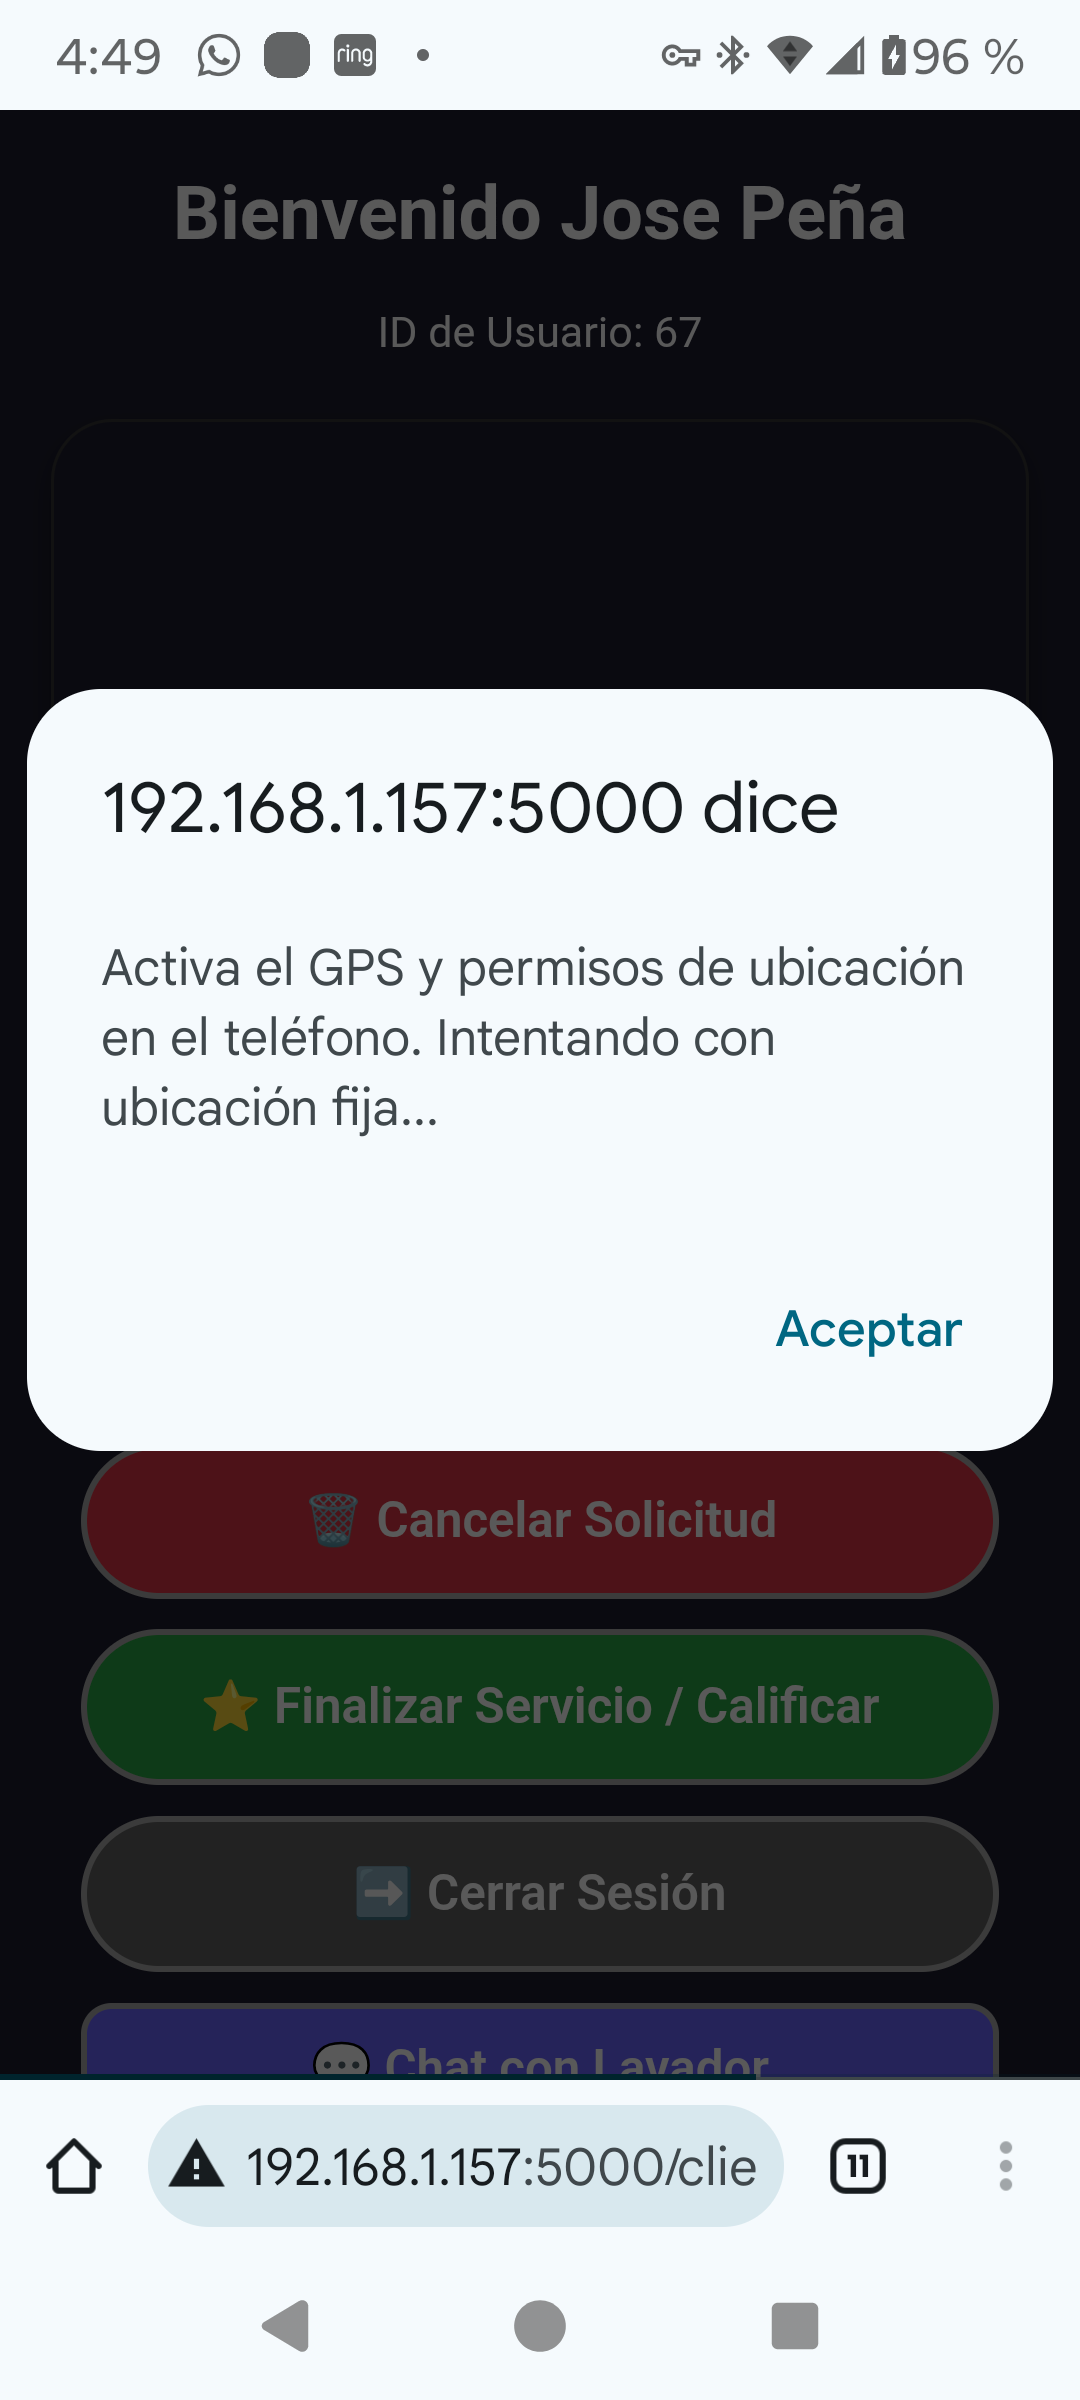 4:49
ring
96 %
Bienvenido Jose Peña
ID de Usuario: 67
192.168.1.157:5000 dice
Activa el GPS y permisos de ubicación
en el teléfono. Intentando con
ubicación fija...
Aceptar
Cancelar Solicitud
Finalizar Servicio / Calificar
Cerrar Sesión
Chat con Lavador
192.168.1.157:5000/clie
11